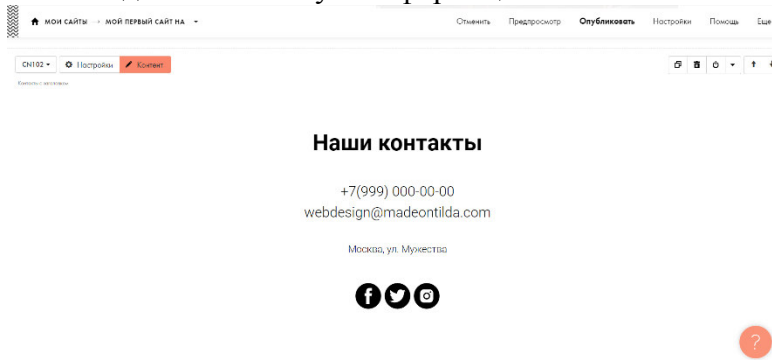 МОИ САЙТЫ → МОЙ ПЕРВЫЙ САЙТ НА
Отменить Предпросмотр Опубликовать Настройки Помощь Еще
CN102 Настройки Контент
Наши контакты
+7(999) 000-00-00
webdesign@madeontilda.com
Москва, ул. Мужества
?